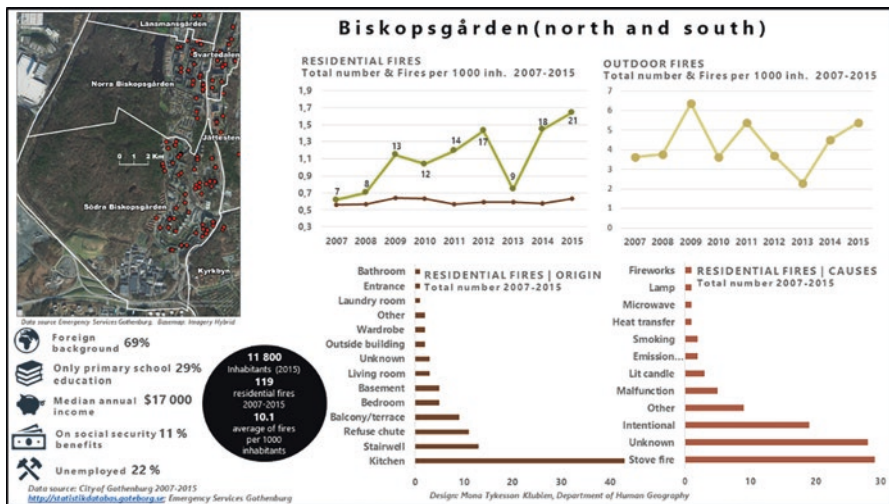 Biskopsgården(north and south)
Länsmansgården
Svartedalen
Norra Biskopsgården
Jättesten
0 1 2 Km
Södra Biskopsgården
Kyrkbyn
Data source Emergency Services Gothenburg. Basemap: Imagery Hybrid
RESIDENTIAL FIRES
Total number & Fires per 1000 inh. 2007-2015
1,9
1,7
1,5
1,3
1,1
0,9
0,7
0,5
0,3
7
8
13
12
14
17
9
18
21
2007 2008 2009 2010 2011 2012 2013 2014 2015
OUTDOOR FIRES
Total number & Fires per 1000 inh. 2007-2015
7
6
5
4
3
2
1
0
2007 2008 2009 2010 2011 2012 2013 2014 2015
Foreign background 69%
Only primary school education 29%
Median annual income $17 000
On social security benefits 11 %
Unemployed 22 %
11 800
Inhabitants (2015)
119
residential fires
2007-2015
10.1
average of fires
per 1000
inhabitants
Data source: City of Gothenburg 2007-2015
http://statistikdatabas.goteborg.se; Emergency Services Gothenburg
RESIDENTIAL FIRES | ORIGIN
Total number 2007-2015
Bathroom
Entrance
Laundry room
Other
Wardrobe
Outside building
Unknown
Living room
Basement
Bedroom
Balcony/terrace
Refuse chute
Stairwell
Kitchen
0 20 40
RESIDENTIAL FIRES | CAUSES
Total number 2007-2015
Fireworks
Lamp
Microwave
Heat transfer
Smoking
Emission...
Lit candle
Malfunction
Other
Intentional
Unknown
Stove fire
0 10 20 30
Design: Mona Tykesson Klubien, Department of Human Geography